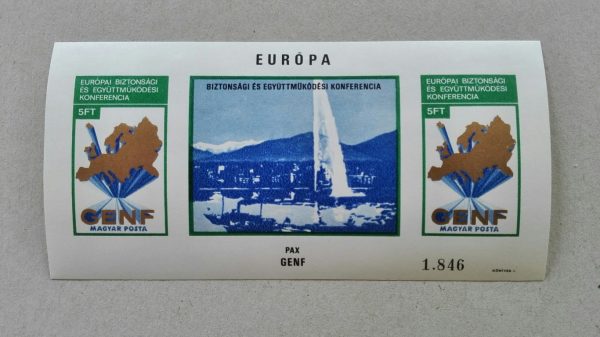 EURÓPA
EURÓPAI BIZTONSÁGI
ÉS EGYÜTTMŰKÖDÉSI
KONFERENCIA
5FT
GENF
MAGYAR POSTA
BIZTONSÁGI ÉS EGYÜTTMŰKÖDÉSI KONFERENCIA
EURÓPAI BIZTONSÁGI
ÉS EGYÜTTMŰKÖDÉSI
KONFERENCIA
5FT
GENF
MAGYAR POSTA
PAX
GENF
1.846